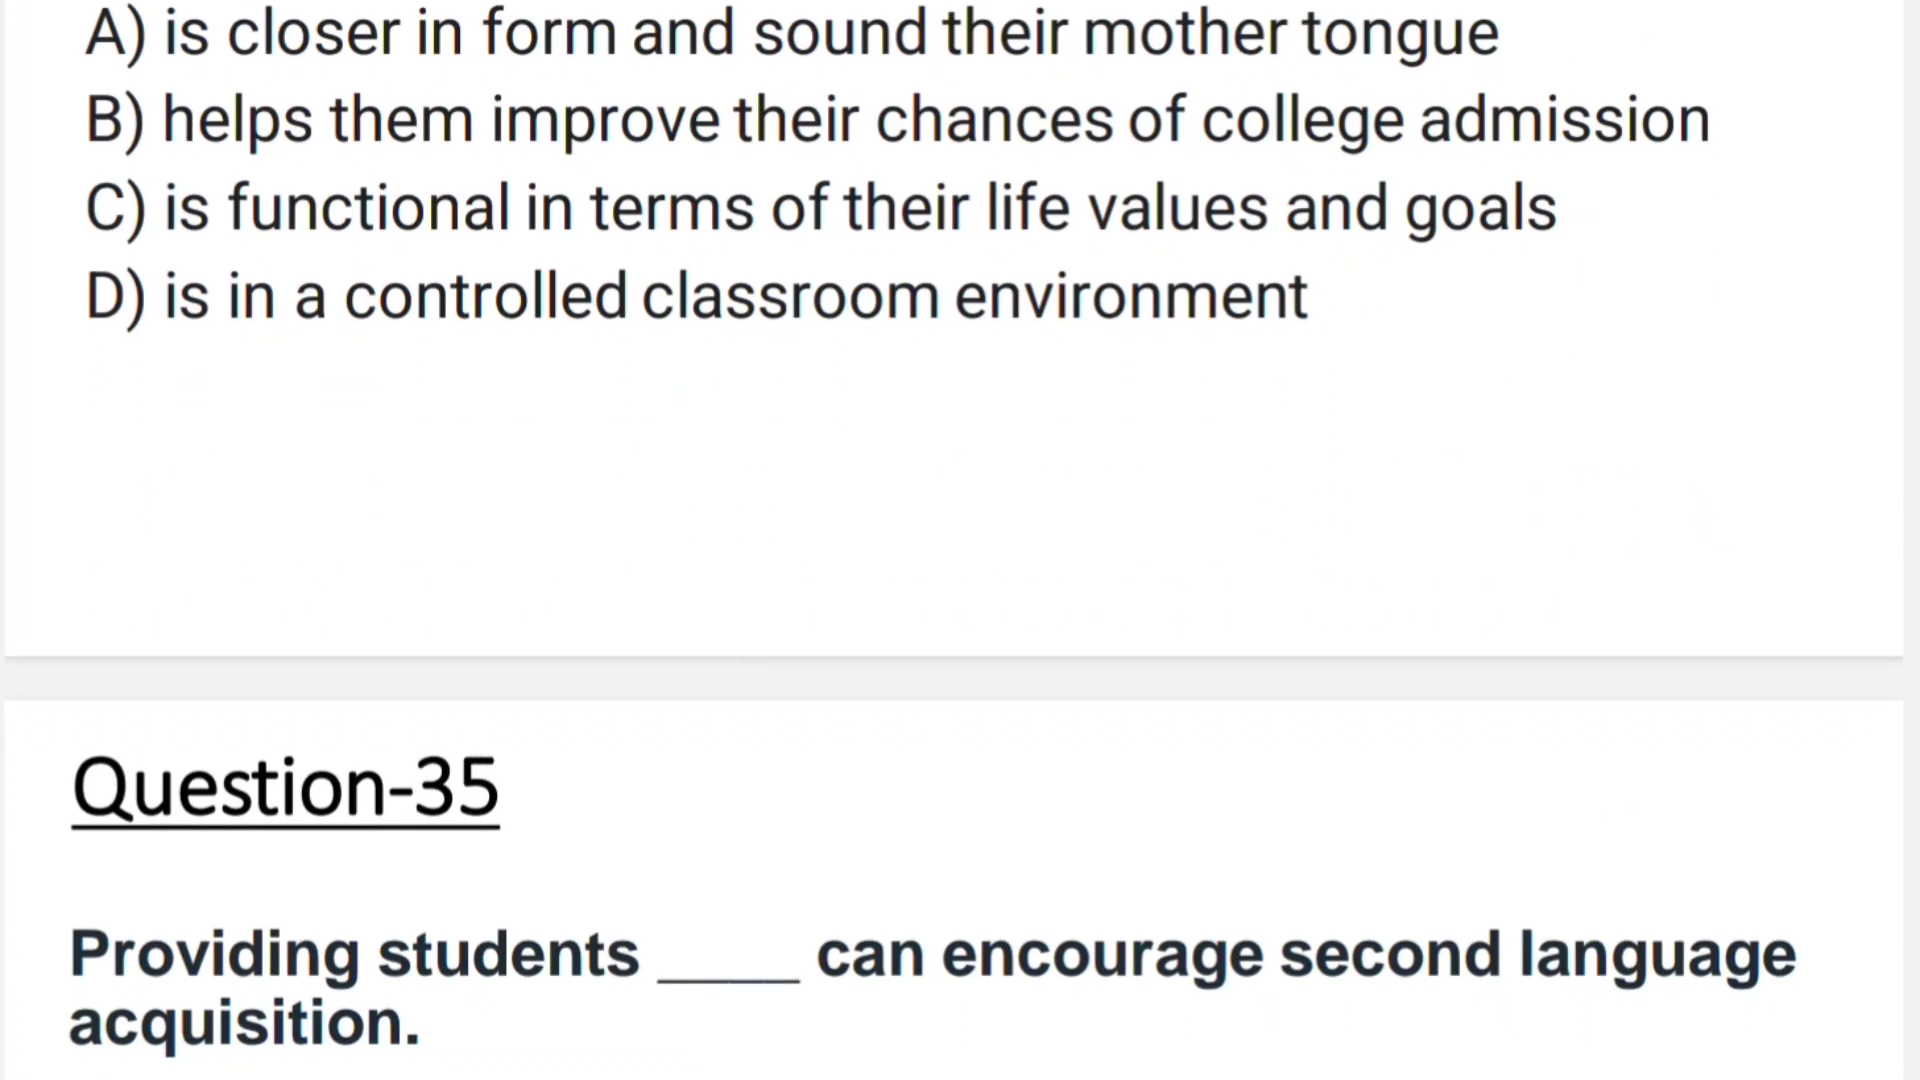 A) is closer in form and sound their mother tongue
B) helps them improve their chances of college admission
C) is functional in terms of their life values and goals
D) is in a controlled classroom environment
Question-35
Providing students _____ can encourage second language
acquisition.